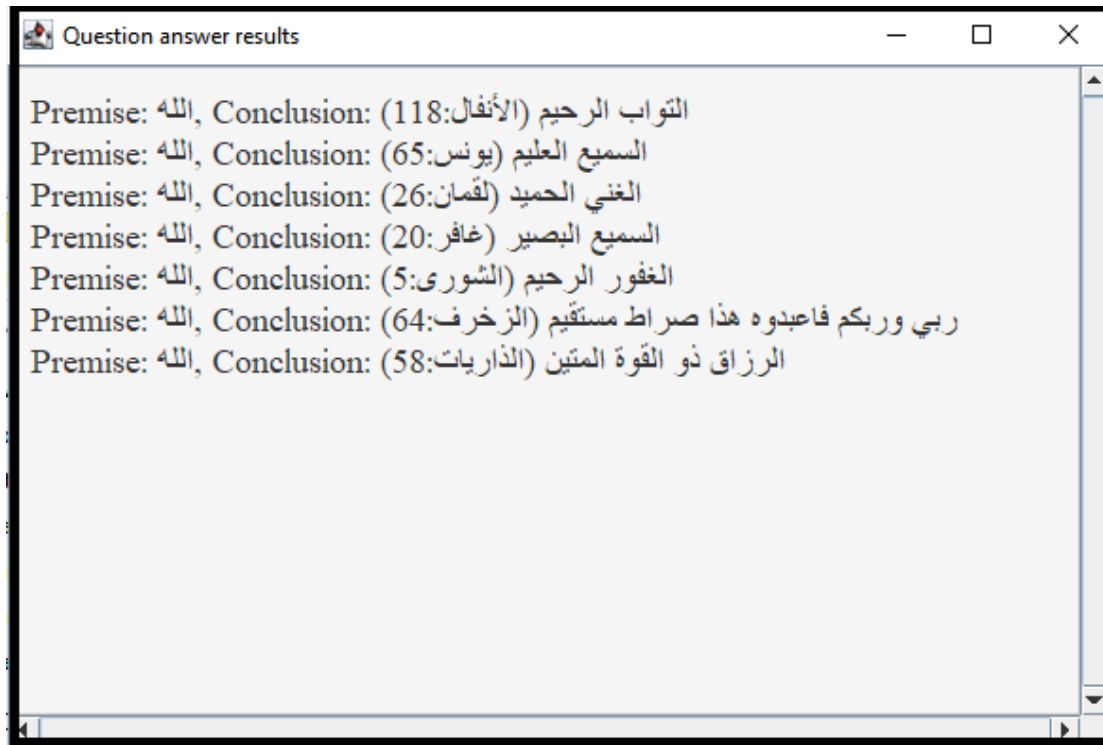 Question answer results
Premise: الله, Conclusion: التواب الرحيم (الأنفال:118)
Premise: الله, Conclusion: السميع العليم (يونس:65)
Premise: الله, Conclusion: الغني الحميد (لقمان:26)
Premise: الله, Conclusion: السميع البصير (غافر:20)
Premise: الله, Conclusion: الغفور الرحيم (الشورى:5)
Premise: الله, Conclusion: ربي وربكم فاعبدوه هذا صراط مستقيم (الزخرف:64)
Premise: الله, Conclusion: الرزاق ذو القوة المتين (الذاريات:58)